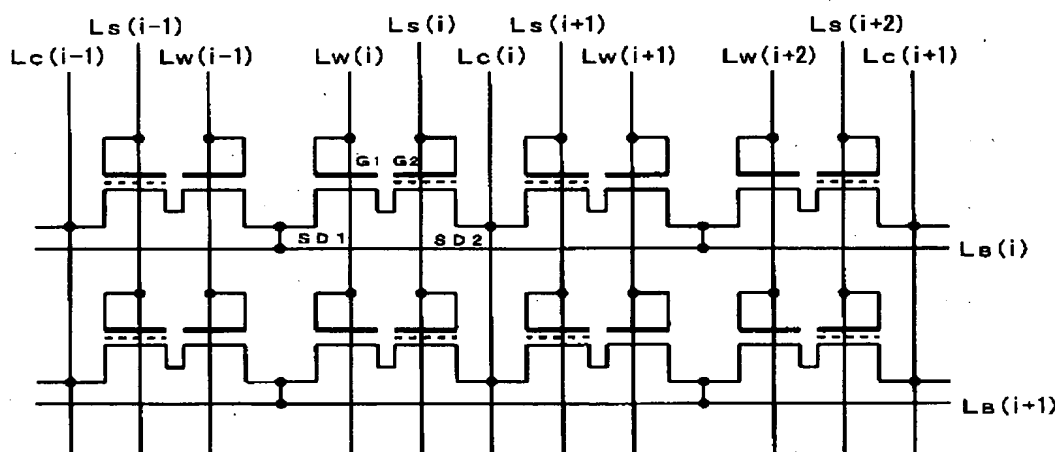 Ls(i-1) Ls(i) Ls(i+1) Ls(i+2)
Lc(i-1) Lw(i-1) Lw(i) Lc(i) Lw(i+1) Lw(i+2) Lc(i+1)
G1 G2
SD1 SD2
LB(i)
LB(i+1)